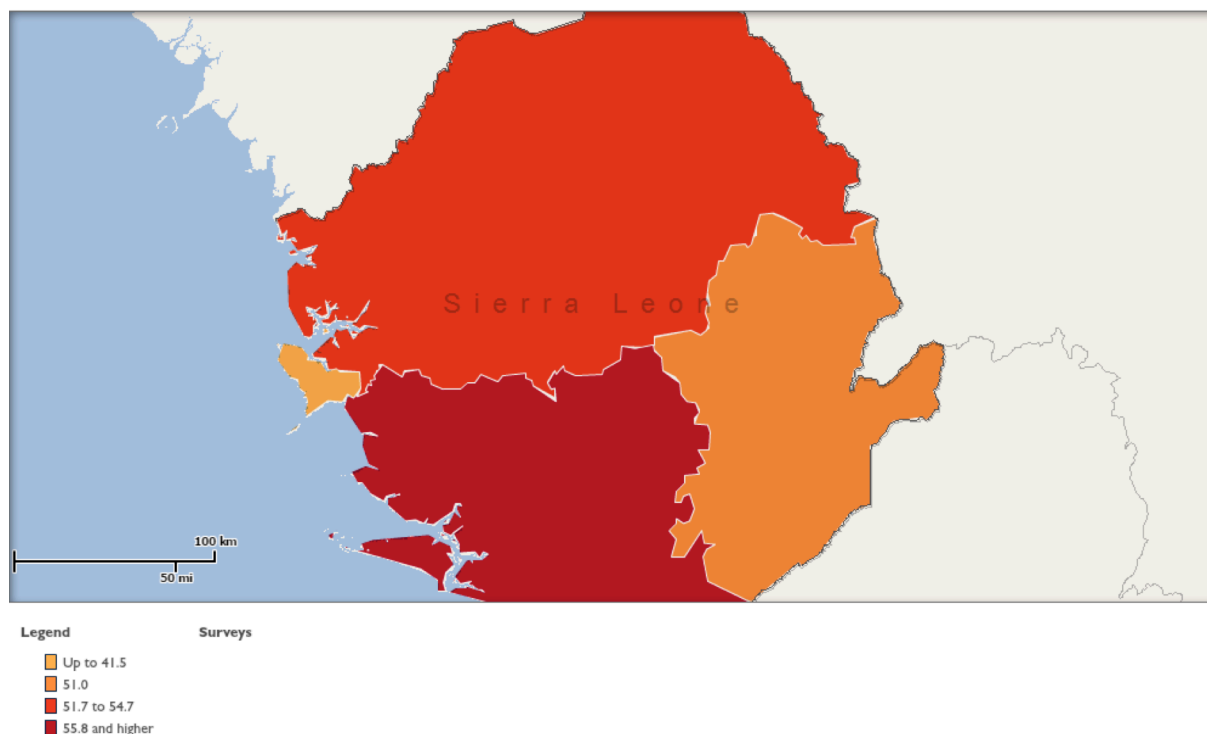 Sierra Leone
100 km
50 mi
Legend Surveys
Up to 41.5
51.0
51.7 to 54.7
55.8 and higher